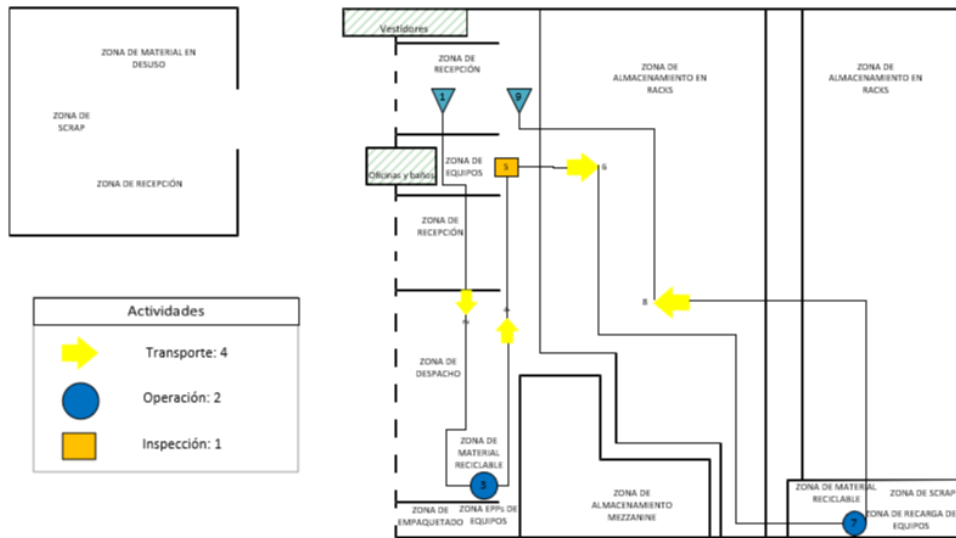 ZONA DE MATERIAL EN
DESUSO
ZONA DE
SCRAP
ZONA DE RECEPCIÓN
Actividades
Transporte: 4
Operación: 2
Inspección: 1
Vestidores
ZONA DE
RECEPCIÓN
1
9
Oficinas y baños
ZONA DE
EQUIPOS
5
6
ZONA DE
RECEPCIÓN
2
4
8
ZONA DE
DESPACHO
ZONA DE
MATERIAL
RECICLABLE
3
ZONA DE
EMPAQUETADO
ZONA EPPs DE
EQUIPOS
ZONA DE
ALMACENAMIENTO EN
RACKS
ZONA DE
ALMACENAMIENTO
MEZZANINE
ZONA DE
ALMACENAMIENTO EN
RACKS
ZONA DE MATERIAL
RECICLABLE
ZONA DE SCRAP
7
ZONA DE RECARGA DE
EQUIPOS